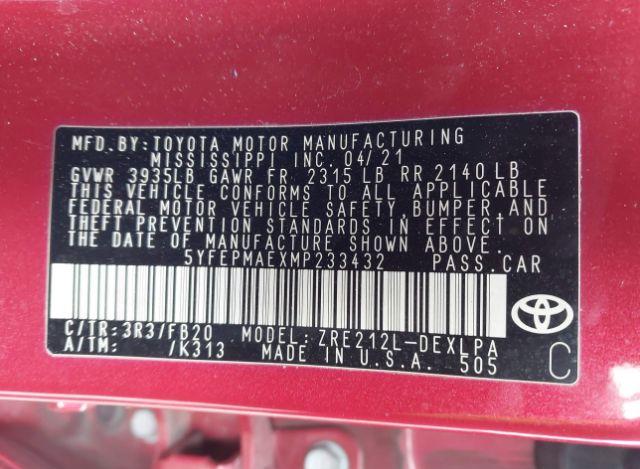 MFD. BY: TOYOTA MOTOR MANUFACTURING
MISSISSIPPI INC. 04/21
GVWR 3935LB GAWR FR 2315 LB RR 2140 LB
THIS VEHICLE CONFORMS TO ALL APPLICABLE
FEDERAL MOTOR VEHICLE SAFETY, BUMPER, AND
THEFT PREVENTION STANDARDS IN EFFECT ON
THE DATE OF MANUFACTURE SHOWN ABOVE.
5YFEPMAEXMP233432 PASS.CAR
C/TR:3R3/FB20 MODEL: ZRE212L-DEXLPA
A/TM: /K313 MADE IN U.S.A. 505
C